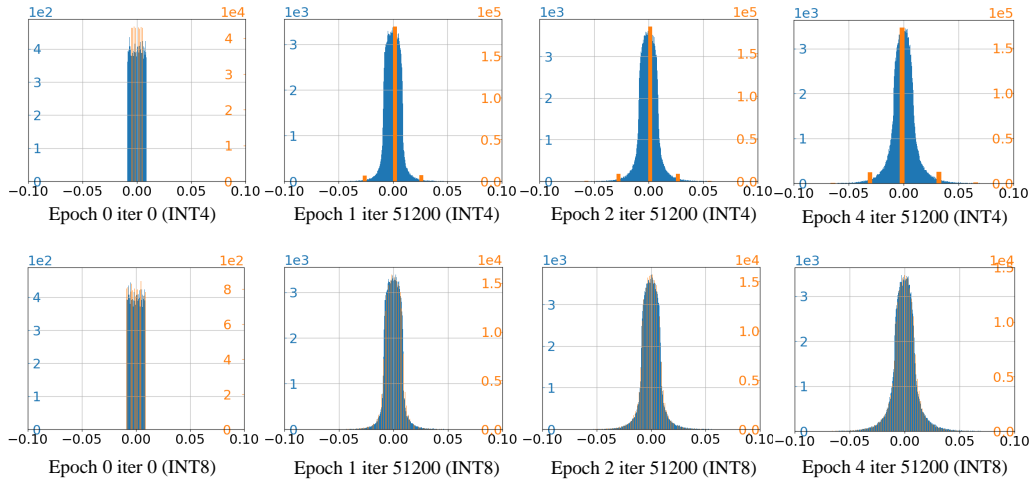 1e2 1e4 1e3 1e5 1e3 1e5 1e3 1e5
4 3 2 1 0
4 3 2 1 0
3 2 1 0
1.5 1.0 0.5 0.0
3 2 1 0
1.5 1.0 0.5 0.0
3 2 1 0
1.5 1.0 0.5 0.0
−0.10 −0.05 0.00 0.05 0.10
−0.10 −0.05 0.00 0.05 0.10
−0.10 −0.05 0.00 0.05 0.10
−0.10 −0.05 0.00 0.05 0.10
Epoch 0 iter 0 (INT4)
Epoch 1 iter 51200 (INT4)
Epoch 2 iter 51200 (INT4)
Epoch 4 iter 51200 (INT4)
1e2 1e2 1e3 1e4 1e3 1e4 1e3 1e4
4 3 2 1 0
8 6 4 2 0
3 2 1 0
1.5 1.0 0.5 0.0
3 2 1 0
1.5 1.0 0.5 0.0
3 2 1 0
1.5 1.0 0.5 0.0
−0.10 −0.05 0.00 0.05 0.10
−0.10 −0.05 0.00 0.05 0.10
−0.10 −0.05 0.00 0.05 0.10
−0.10 −0.05 0.00 0.05 0.10
Epoch 0 iter 0 (INT8)
Epoch 1 iter 51200 (INT8)
Epoch 2 iter 51200 (INT8)
Epoch 4 iter 51200 (INT8)